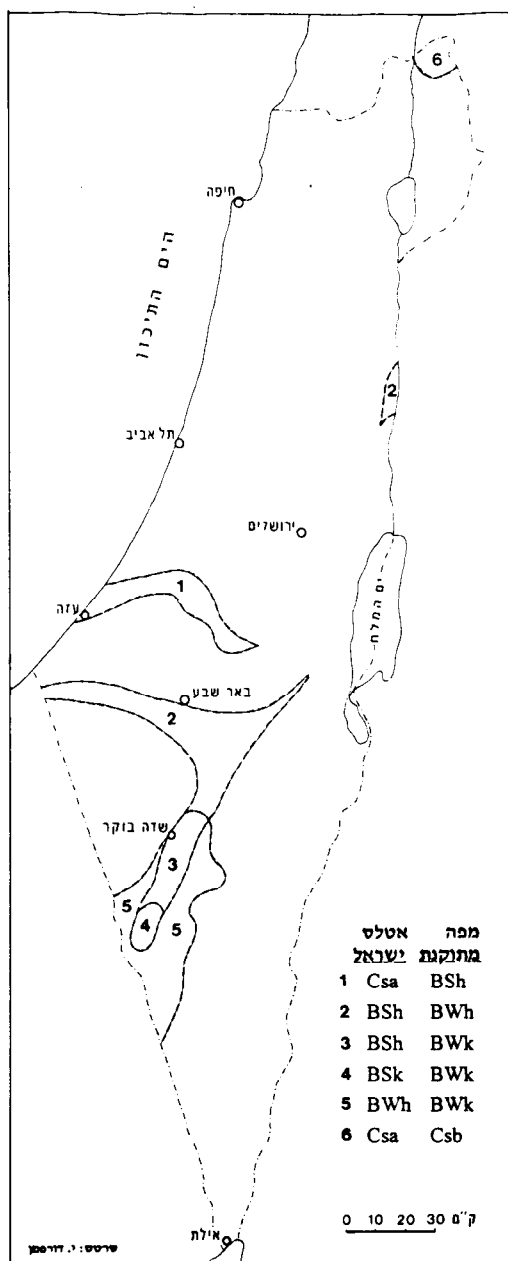 6
חיפה
הים התיכון
2
תל אביב
ירושלים
1
עזה
ים המלח
באר שבע
2
שדה בוקר
3
5
4
5
אטלס מפה
ישראל מתוקנת
1 Csa BSh
2 BSh BWh
3 BSh BWk
4 BSk BWk
5 BWh BWk
6 Csa Csb
0 10 20 30 ק"מ
אילת
שרטט: י. דורפמן